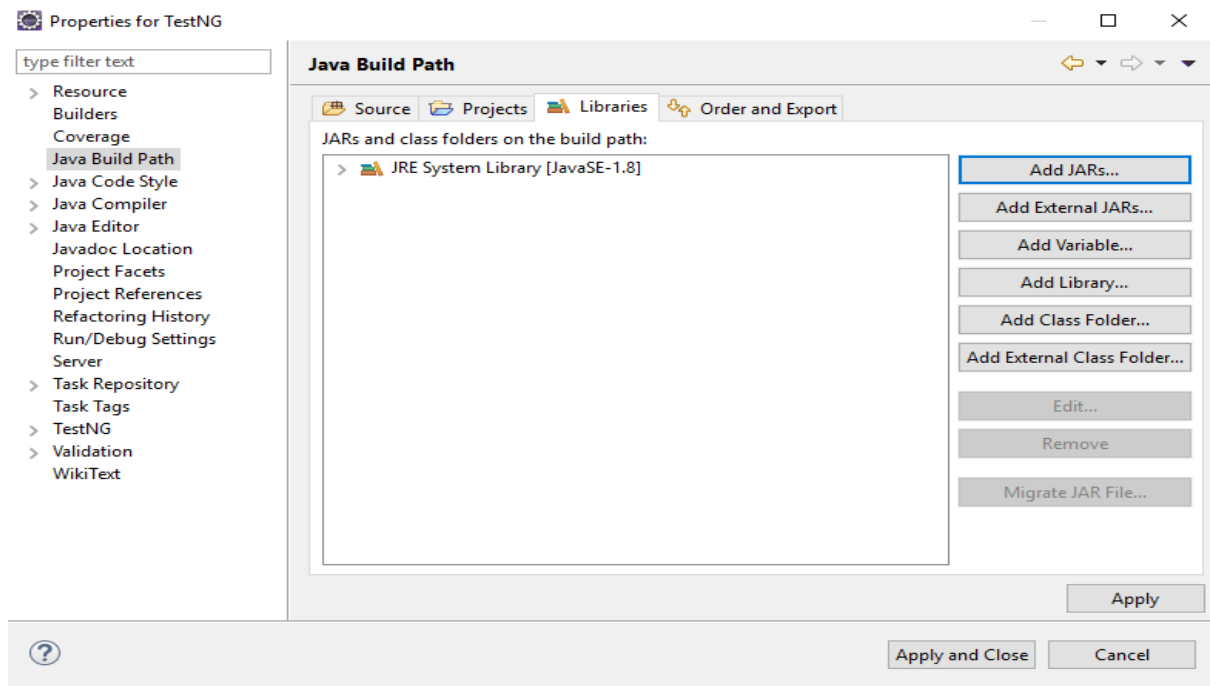 Properties for TestNG
type filter text
Resource
Builders
Coverage
Java Build Path
Java Code Style
Java Compiler
Java Editor
Javadoc Location
Project Facets
Project References
Refactoring History
Run/Debug Settings
Server
Task Repository
Task Tags
TestNG
Validation
WikiText
Java Build Path
Source Projects Libraries Order and Export
JARs and class folders on the build path:
JRE System Library [JavaSE-1.8]
Add JARs...
Add External JARs...
Add Variable...
Add Library...
Add Class Folder...
Add External Class Folder...
Edit...
Remove
Migrate JAR File...
Apply
?
Apply and Close Cancel